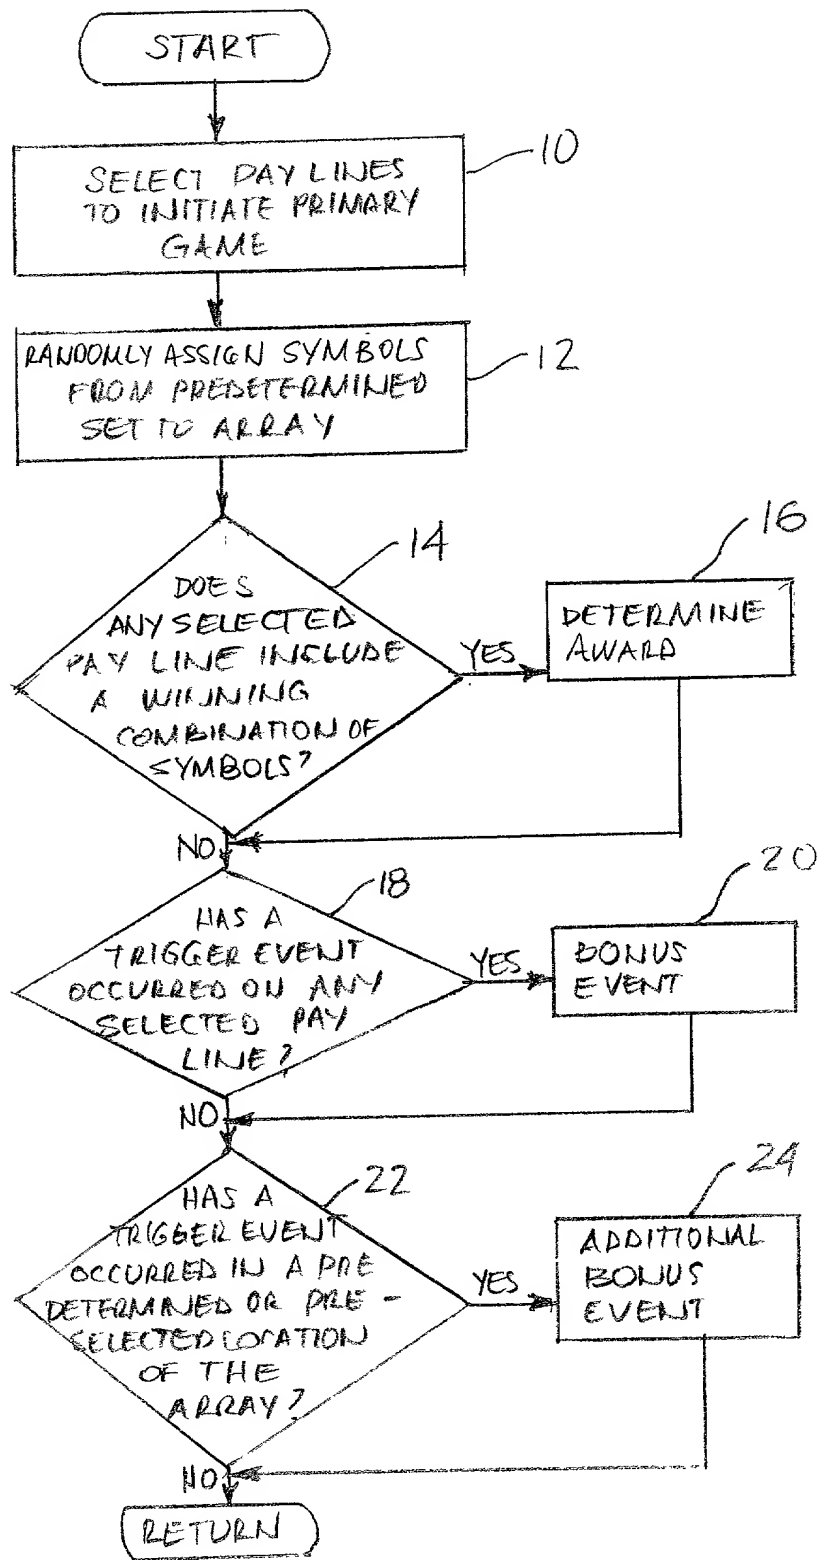 START
10
SELECT PAY LINES
TO INITIATE PRIMARY
GAME
12
RANDOMLY ASSIGN SYMBOLS
FROM PREDETERMINED
SET TO ARRAY
14
DOES
ANY SELECTED
PAY LINE INCLUDE
A WINNING
COMBINATION OF
SYMBOLS?
YES
16
DETERMINE
AWARD
NO
18
HAS A
TRIGGER EVENT
OCCURRED ON ANY
SELECTED PAY
LINE?
YES
20
BONUS
EVENT
NO
22
HAS A
TRIGGER EVENT
OCCURRED IN A PRE
DETERMINED OR PRE-
SELECTED LOCATION
OF THE
ARRAY?
YES
24
ADDITIONAL
BONUS
EVENT
NO
RETURN